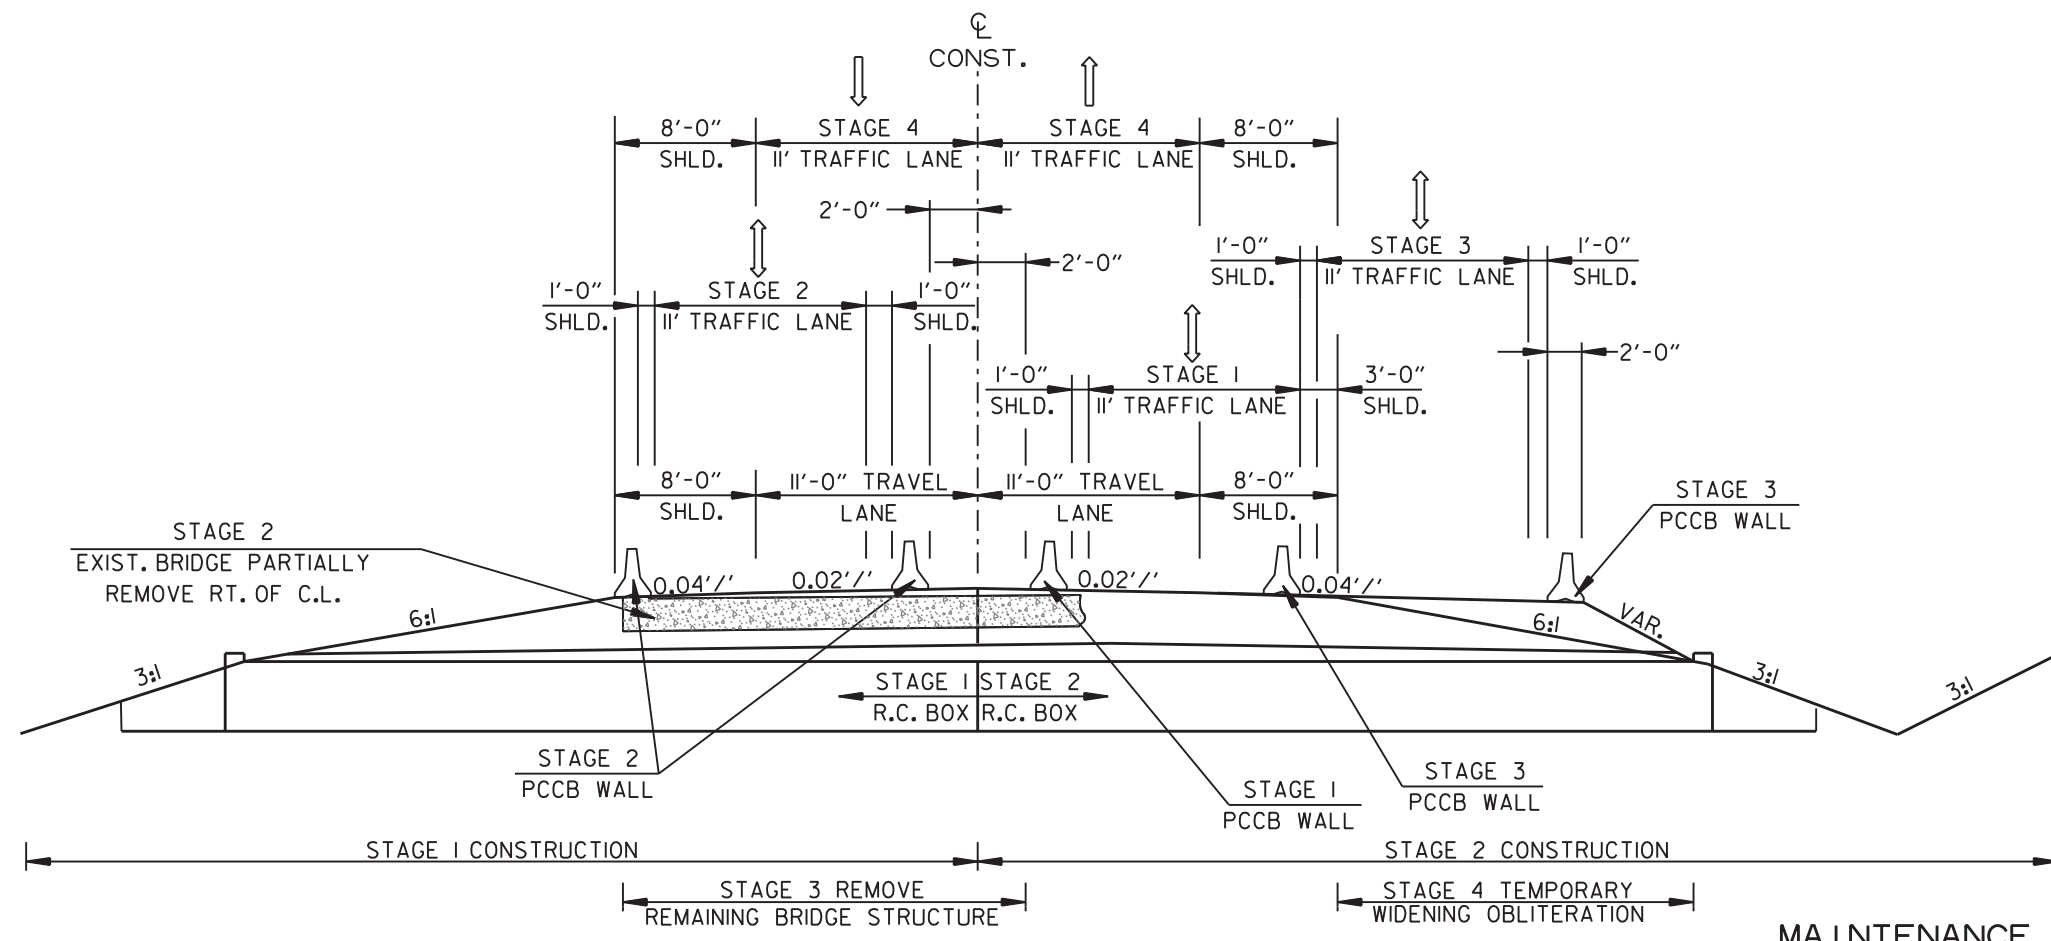 ℄
CONST.
8'-0" STAGE 4 STAGE 4 8'-0"
SHLD. 11' TRAFFIC LANE 11' TRAFFIC LANE SHLD.
2'-0"
1'-0" STAGE 3 1'-0"
SHLD. 11' TRAFFIC LANE SHLD.
2'-0"
1'-0" STAGE 2 1'-0"
SHLD. 11' TRAFFIC LANE SHLD.
2'-0"
1'-0" STAGE 1 3'-0"
SHLD. 11' TRAFFIC LANE SHLD.
8'-0" 11'-0" TRAVEL 11'-0" TRAVEL 8'-0"
SHLD. LANE LANE SHLD.
STAGE 3
PCCB WALL
STAGE 2
EXIST. BRIDGE PARTIALLY
REMOVE RT. OF C.L.
0.04'/' 0.02'/' 0.02'/' 0.04'/'
6:1 6:1 VAR.
3:1 3:1 3:1
STAGE 1 STAGE 2
R.C. BOX R.C. BOX
STAGE 2
PCCB WALL
STAGE 1
PCCB WALL
STAGE 3
PCCB WALL
STAGE 1 CONSTRUCTION STAGE 2 CONSTRUCTION
STAGE 3 REMOVE
REMAINING BRIDGE STRUCTURE
STAGE 4 TEMPORARY
WIDENING OBLITERATION
MAINTENANCE